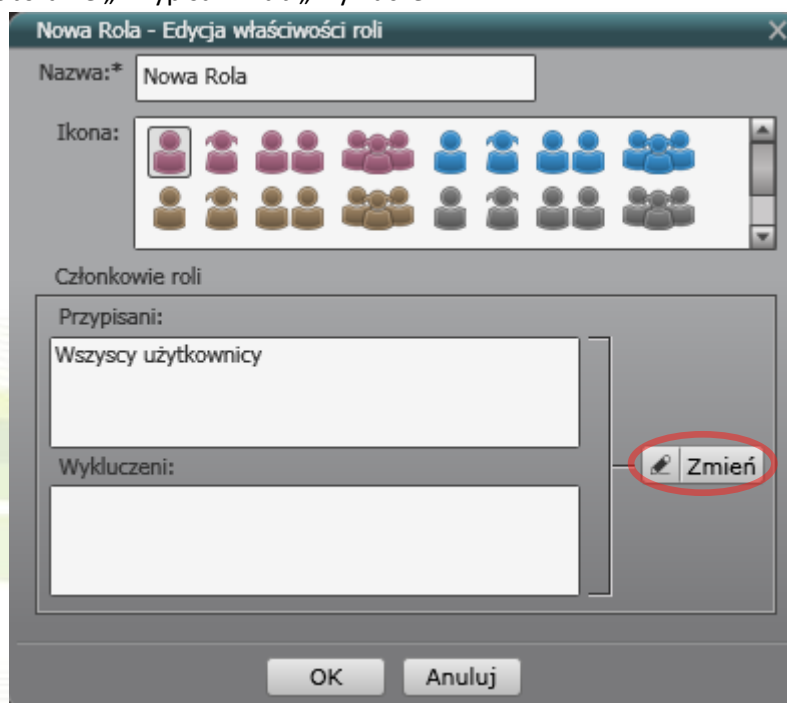 Nowa Rola - Edycja właściwości roli
Nazwa:* Nowa Rola
Ikona:
Członkowie roli
Przypisani:
Wszyscy użytkownicy
Wykluczeni:
Zmień
OK Anuluj